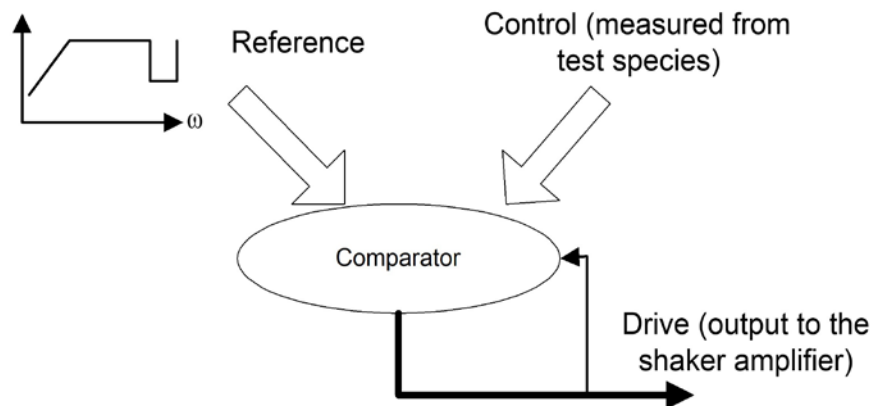 Reference
Control (measured from
test species)
ω
Comparator
Drive (output to the
shaker amplifier)